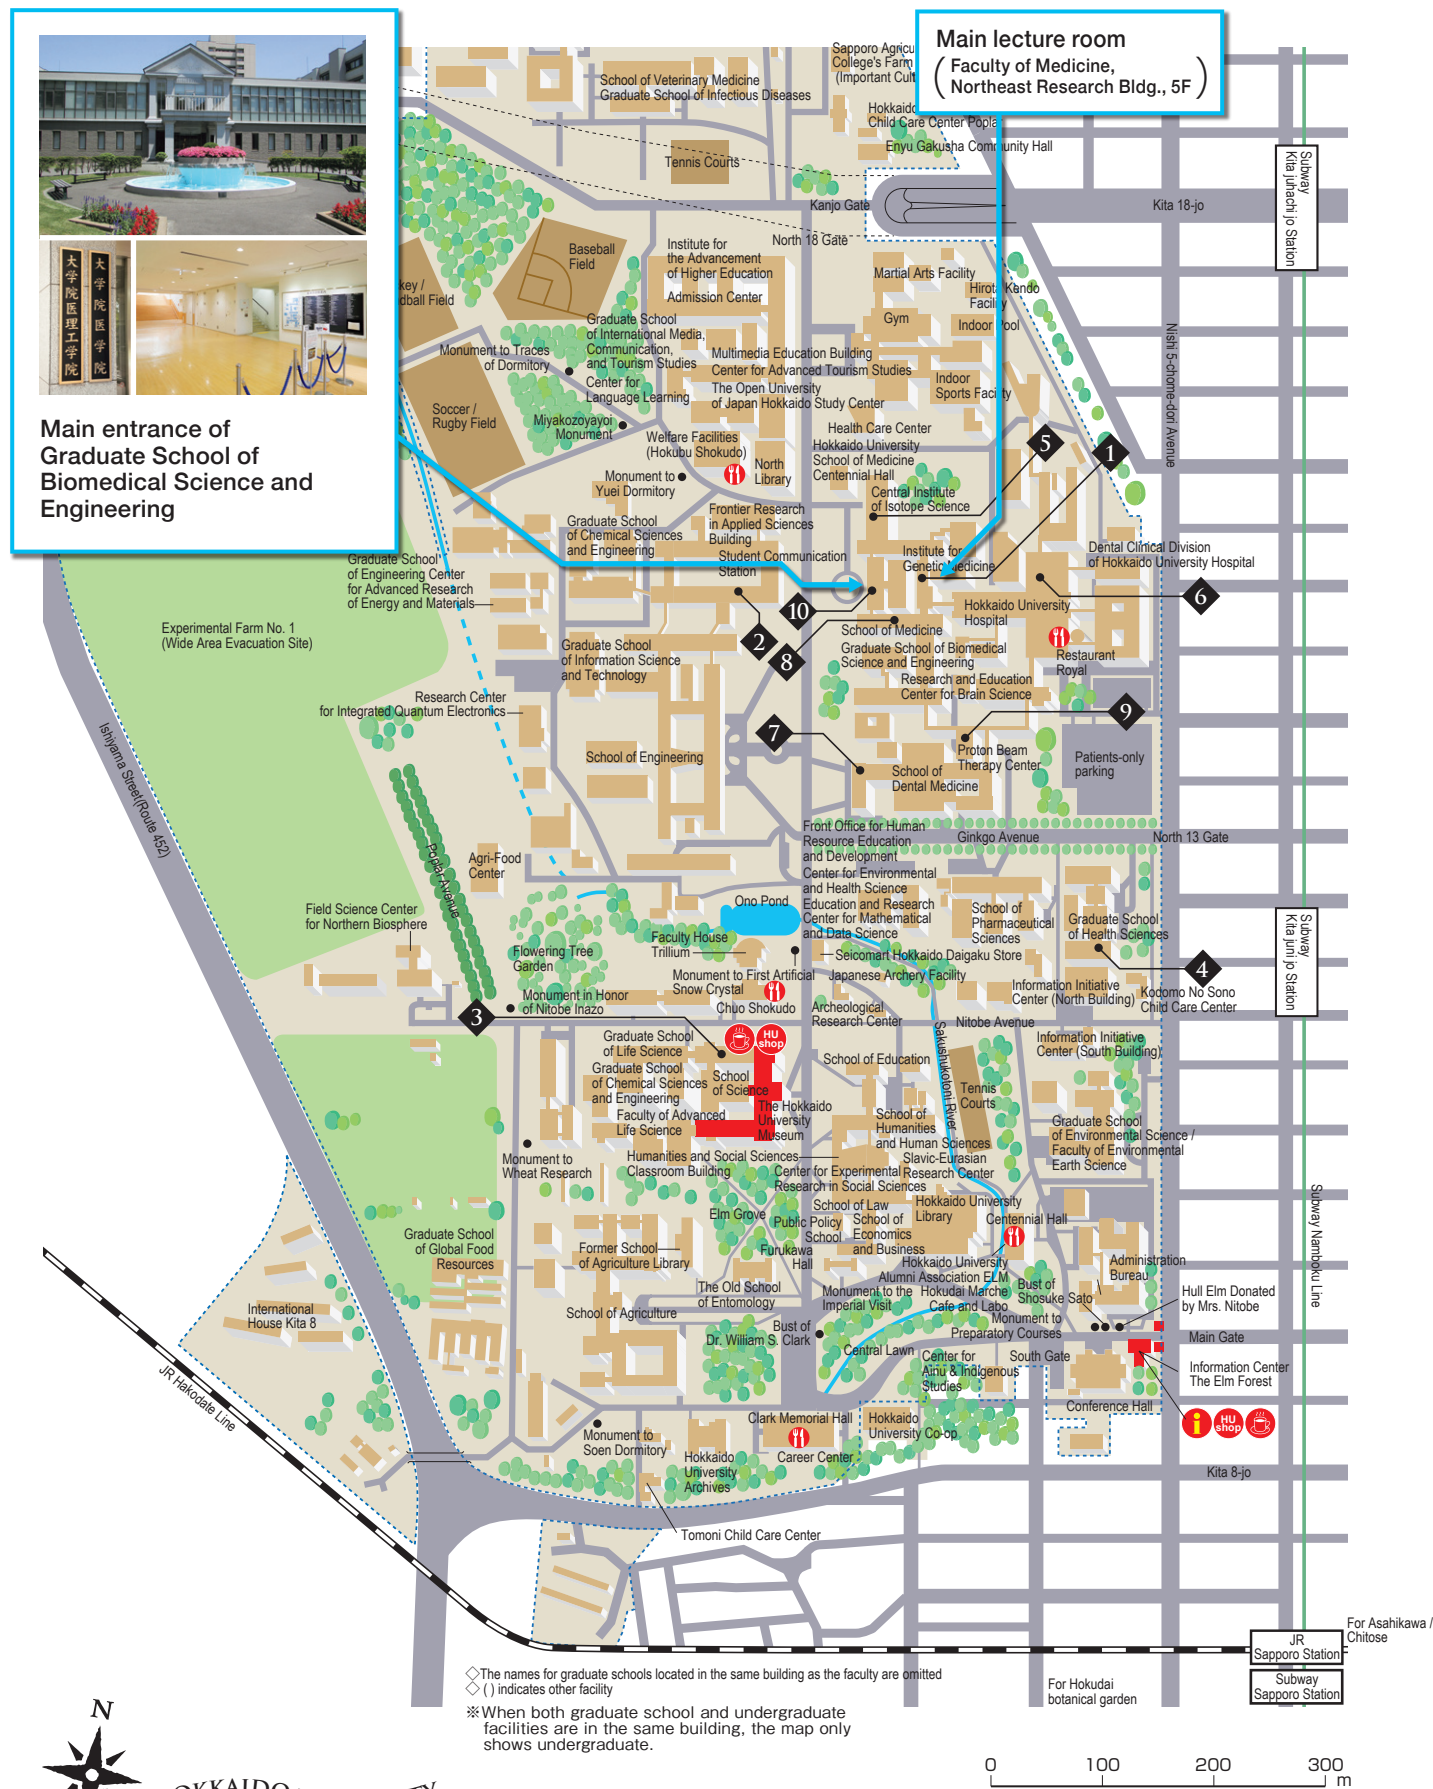 Main lecture room
( Faculty of Medicine,
Northeast Research Bldg., 5F )
大学院医理工学院
大学院医学院
Main entrance of
Graduate School of
Biomedical Science and
Engineering
School of Veterinary Medicine
Graduate School of Infectious Diseases
Tennis Courts
Sapporo
College's Farm
(Important
Child Care Center
Enyu Gakusha Community Hall
Kanjo Gate
Kita 18-jo
North 18 Gate
Subway
Kita juhachi jo Station
Baseball
Field
Institute for
the Advancement
of Higher Education
Admission Center
Martial Arts Facility
Hirota Kendo
Facility
Gym
Indoor Pool
Graduate School
of International Media,
Communication,
and Tourism Studies
Monument to Traces
of Dormitory
Center for
Language Learning
Multimedia Education Building
Center for Advanced Tourism Studies
The Open University
of Japan Hokkaido Study Center
Indoor
Sports Facility
Nishi 5-chome-dori Avenue
Soccer /
Rugby Field
Miyakozoyayoi
Monument
Welfare Facilities
(Hokubu Shokudo)
North
Library
Health Care Center
Hokkaido University
School of Medicine
Centennial Hall
5
1
Monument to
Yuei Dormitory
Central Institute
of Isotope Science
Frontier Research
in Applied Sciences
Building
Graduate School
of Chemical Sciences
and Engineering
Student Communication
Station
Institute for
Genetic Medicine
Dental Clinical Division
of Hokkaido University Hospital
Graduate School
of Engineering Center
for Advanced Research
of Energy and Materials
Experimental Farm No. 1
(Wide Area Evacuation Site)
10
2
8
6
Hokkaido University
Hospital
School of Medicine
Graduate School of Biomedical
Science and Engineering
Restaurant
Royal
Graduate School
of Information Science
and Technology
Research and Education
Center for Brain Science
Research Center
for Integrated Quantum Electronics
9
7
Ishiyama Street(Route 452)
School of Engineering
Proton Beam
Therapy Center
School of
Dental Medicine
Patients-only
parking
Front Office for Human
Resource Education
and Development
Ginkgo Avenue
North 13 Gate
Poplar Avenue
Agri-Food
Center
Center for Environmental
and Health Science
Education and Research
Center for Mathematical
and Data Science
Ono Pond
Field Science Center
for Northern Biosphere
Flowering Tree
Garden
Faculty House
Trillium
School of
Pharmaceutical
Sciences
Graduate School
of Health Sciences
Subway
Kita juni jo Station
Seicomart Hokkaido Daigaku Store
Monument to First Artificial
Snow Crystal
Japanese Archery Facility
4
Information Initiative
Center (North Building)
Kodomo No Sono
Child Care Center
Monument in Honor
of Nitobe Inazo
Chuo Shokudo
Archeological
Research Center
3
Nitobe Avenue
Sakushukotoni River
Graduate School
of Life Science
HU
shop
Information Initiative
Center (South Building)
School of Education
Graduate School
of Chemical Sciences
and Engineering
School
of Science
Tennis
Courts
Faculty of Advanced
Life Science
The Hokkaido
University
Museum
School of
Humanities
and Human Sciences
Slavic-Eurasian
Research Center
Graduate School
of Environmental Science /
Faculty of Environmental
Earth Science
Monument to
Wheat Research
Humanities and Social Sciences
Classroom Building
Center for Experimental
Research in Social Sciences
School of Law
Hokkaido University
Library
Elm Grove
Public Policy
School
School of
Economics
and Business
Centennial Hall
Subway Namboku Line
Graduate School
of Global Food
Resources
Former School
of Agriculture Library
Furukawa
Hall
Hokkaido University
Alumni Association ELM
Administration
Bureau
The Old School
of Entomology
Monument to the
Imperial Visit
Hokudai Marche
Cafe and Labo
Bust of
Shosuke Sato
Hull Elm Donated
by Mrs. Nitobe
International
House Kita 8
School of Agriculture
Bust of
Dr. William S. Clark
Monument to
Preparatory Courses
Main Gate
Central Lawn
Center for
Ainu & Indigenous
Studies
South Gate
Information Center
The Elm Forest
JR Hakodate Line
Conference Hall
i
HU
shop
Clark Memorial Hall
Hokkaido
University Co-op
Monument to
Soen Dormitory
Career Center
Hokkaido
University
Archives
Kita 8-jo
Tomoni Child Care Center
For Asahikawa /
Chitose
JR
Sapporo Station
Subway
Sapporo Station
For Hokudai
botanical garden
◇The names for graduate schools located in the same building as the faculty are omitted
◇ ( ) indicates other facility
※When both graduate school and undergraduate
facilities are in the same building, the map only
shows undergraduate.
N
0 100 200 300
m